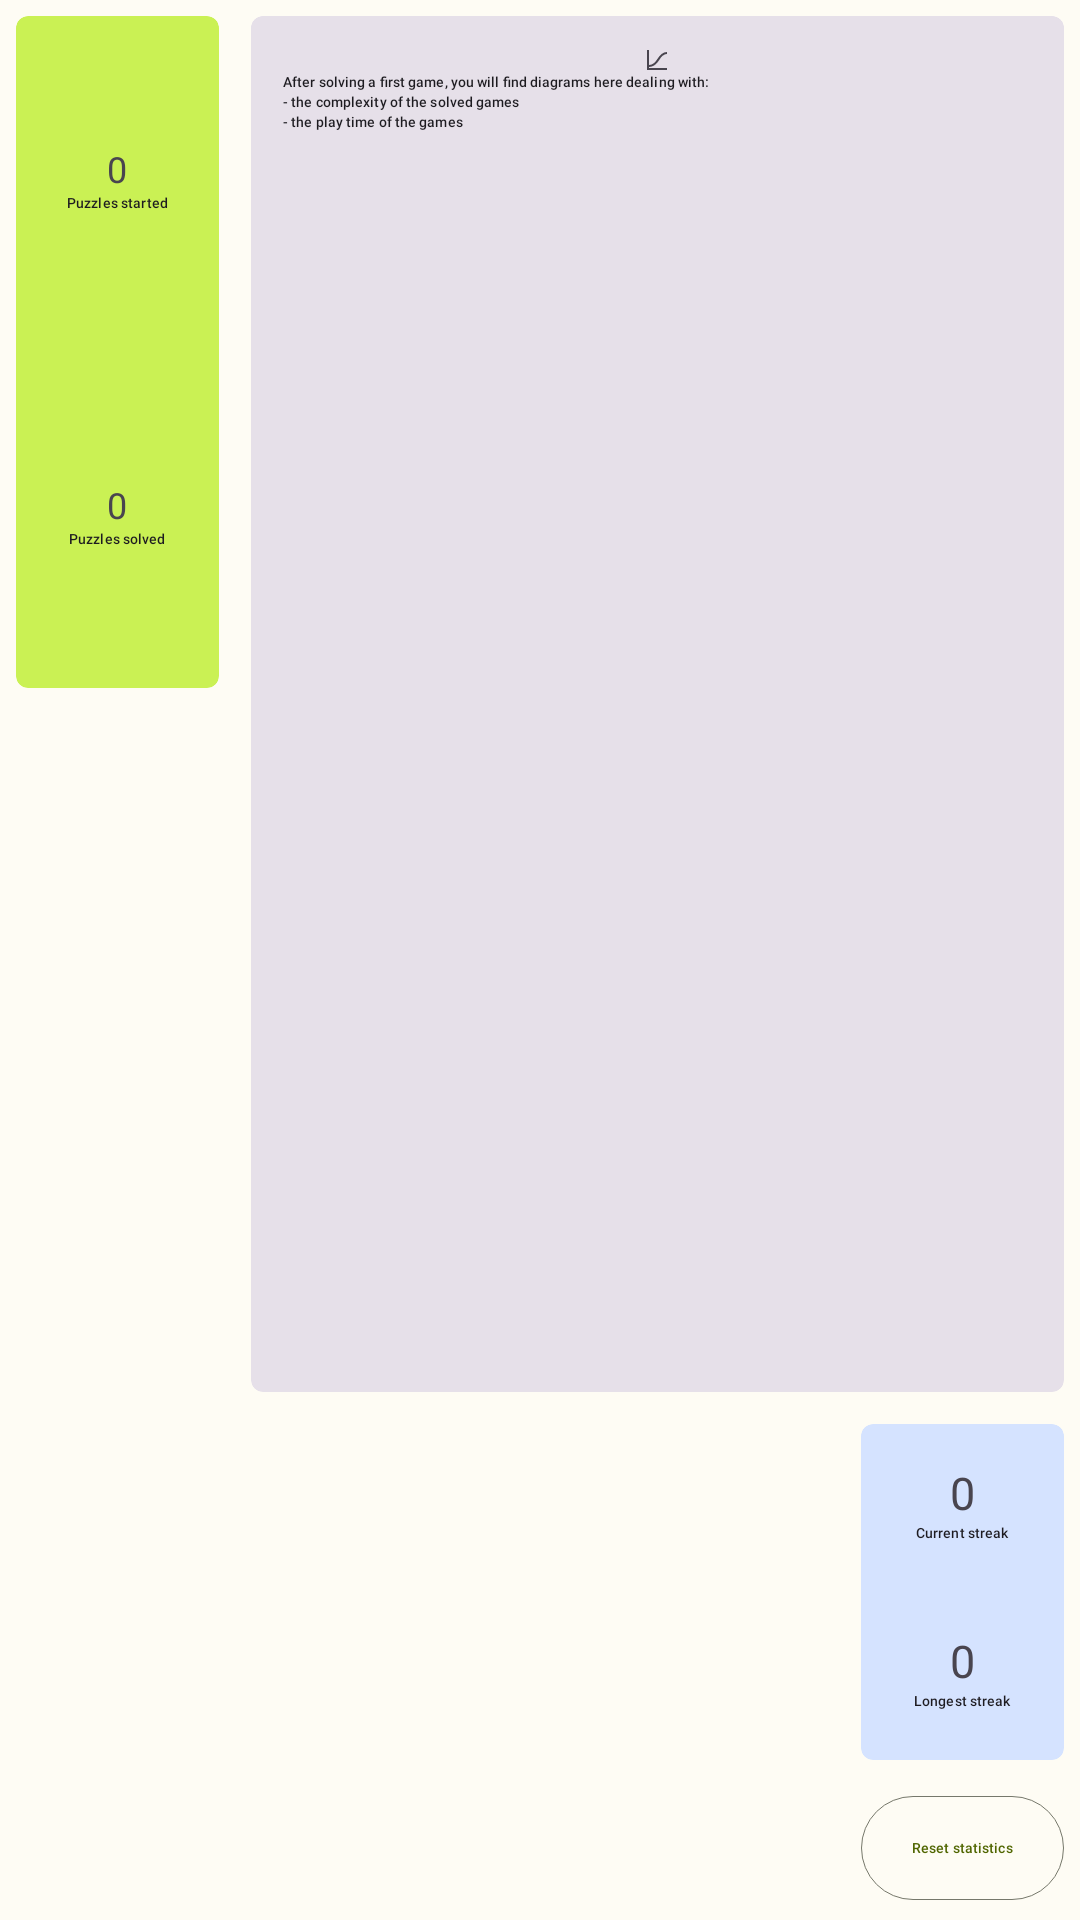 0
Puzzles started
0
Puzzles solved
After solving a first game, you will find diagrams here dealing with:
- the complexity of the solved games
- the play time of the games
0
Current streak
0
Longest streak
Reset statistics